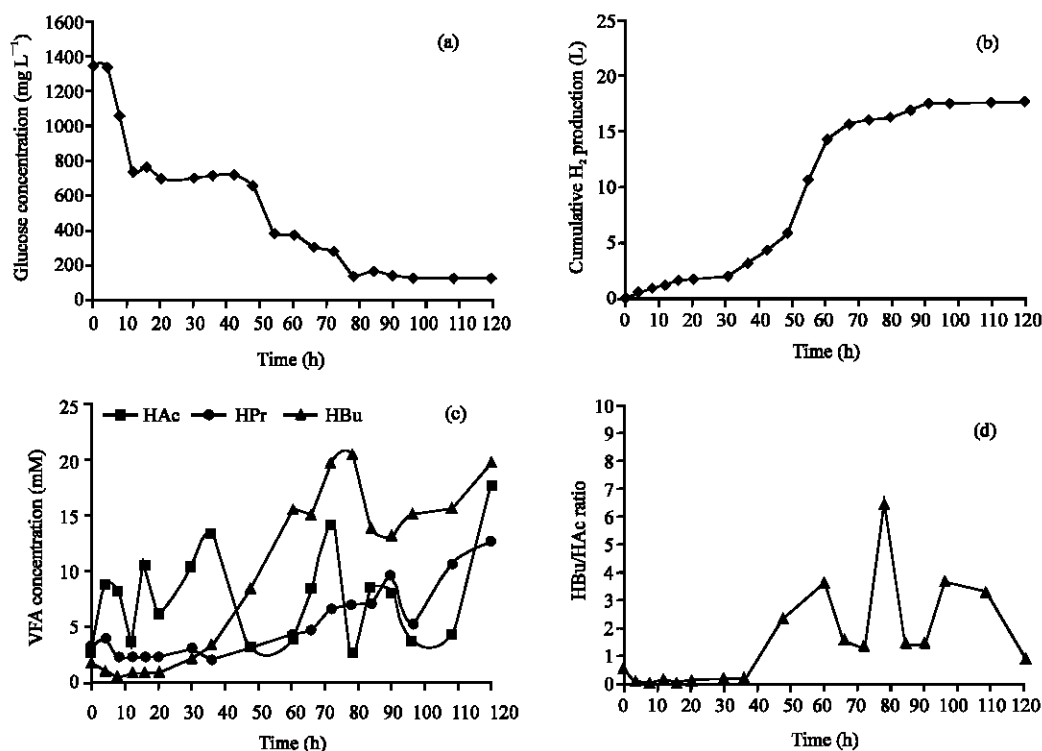 (a)
Glucose concentration (mg L⁻¹)
1600
1400
1200
1000
800
600
400
200
0
0 10 20 30 40 50 60 70 80 90 100 110 120
Time (h)
(b)
Cumulative H₂ production (L)
25
20
15
10
5
0
0 10 20 30 40 50 60 70 80 90 100 110 120
Time (h)
HAc HPr HBu
(c)
VFA concentration (mM)
25
20
15
10
5
0
0 10 20 30 40 50 60 70 80 90 100 110 120
Time (h)
(d)
HBu/HAc ratio
10
9
8
7
6
5
4
3
2
1
0
0 10 20 30 40 50 60 70 80 90 100 110 120
Time (h)